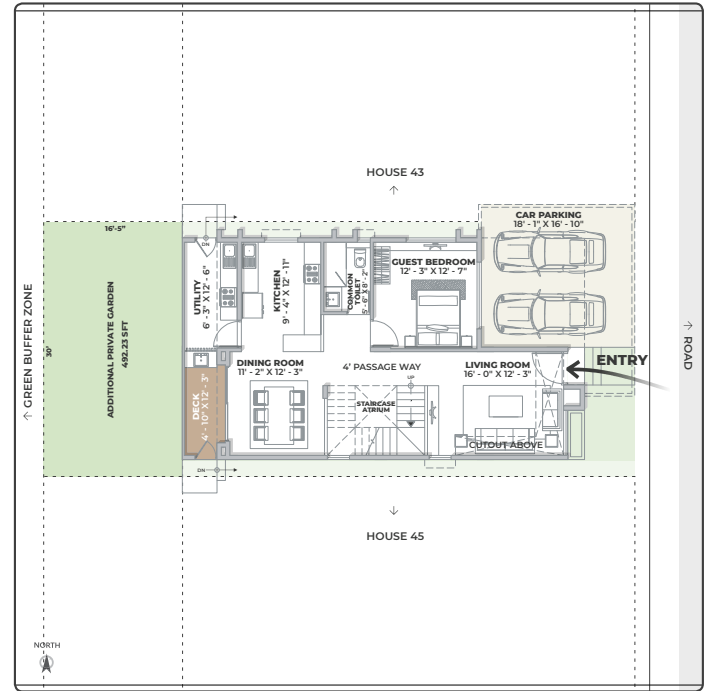 HOUSE 43
CAR PARKING
18' - 1" X 16' - 10"
16'-5"
DN
UTILITY
6' - 3" X 12' - 6"
KITCHEN
9' - 4" X 12' - 11"
COMMON
TOILET
5'- 6" X 8' - 2"
GUEST BEDROOM
12' - 3" X 12' - 7"
← GREEN BUFFER ZONE
30'
ADDITIONAL PRIVATE GARDEN
492.23 SFT
→ ROAD
ENTRY
DINING ROOM
11' - 2" X 12' - 3"
4' PASSAGE WAY
LIVING ROOM
16' - 0" X 12' - 3"
UP
DECK
4' - 10" X 12' - 3"
STAIRCASE
ATRIUM
CUTOUT ABOVE
DN
HOUSE 45
NORTH